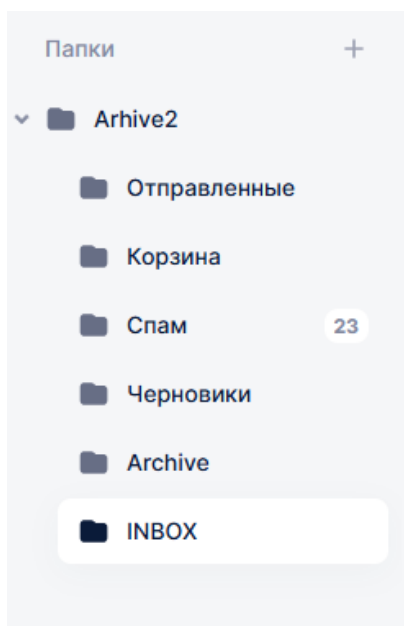 Папки
Arhive2
Отправленные
Корзина
Спам 23
Черновики
Archive
INBOX